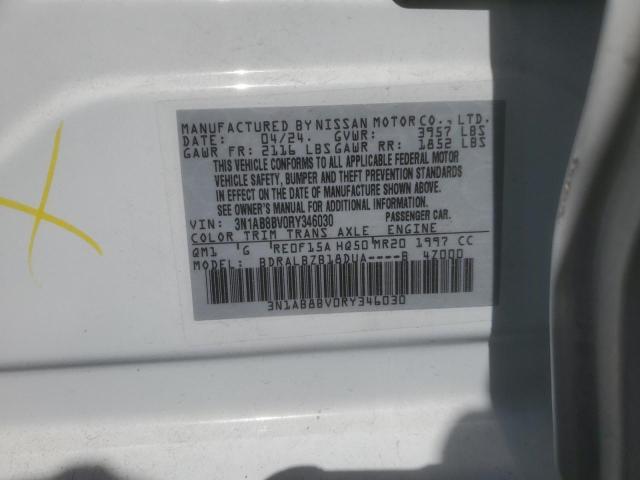 MANUFACTURED BY NISSAN MOTOR CO., LTD.
DATE: 04/24. GVWR: 3957 LBS
GAWR FR: 2116 LBS GAWR RR: 1852 LBS
THIS VEHICLE CONFORMS TO ALL APPLICABLE FEDERAL MOTOR
VEHICLE SAFETY, BUMPER AND THEFT PREVENTION STANDARDS
IN EFFECT ON THE DATE OF MANUFACTURE SHOWN ABOVE.
SEE OWNER'S MANUAL FOR ADDITIONAL INFORMATION.
VIN: 3N1AB8BV0RY346030 PASSENGER CAR.
COLOR TRIM TRANS AXLE ENGINE
QM1 'G RE0F15A HQ50 MR20 1997 CC
MODEL: BDRALBZB18DUA----B 47000
3N1AB8BV0RY346030